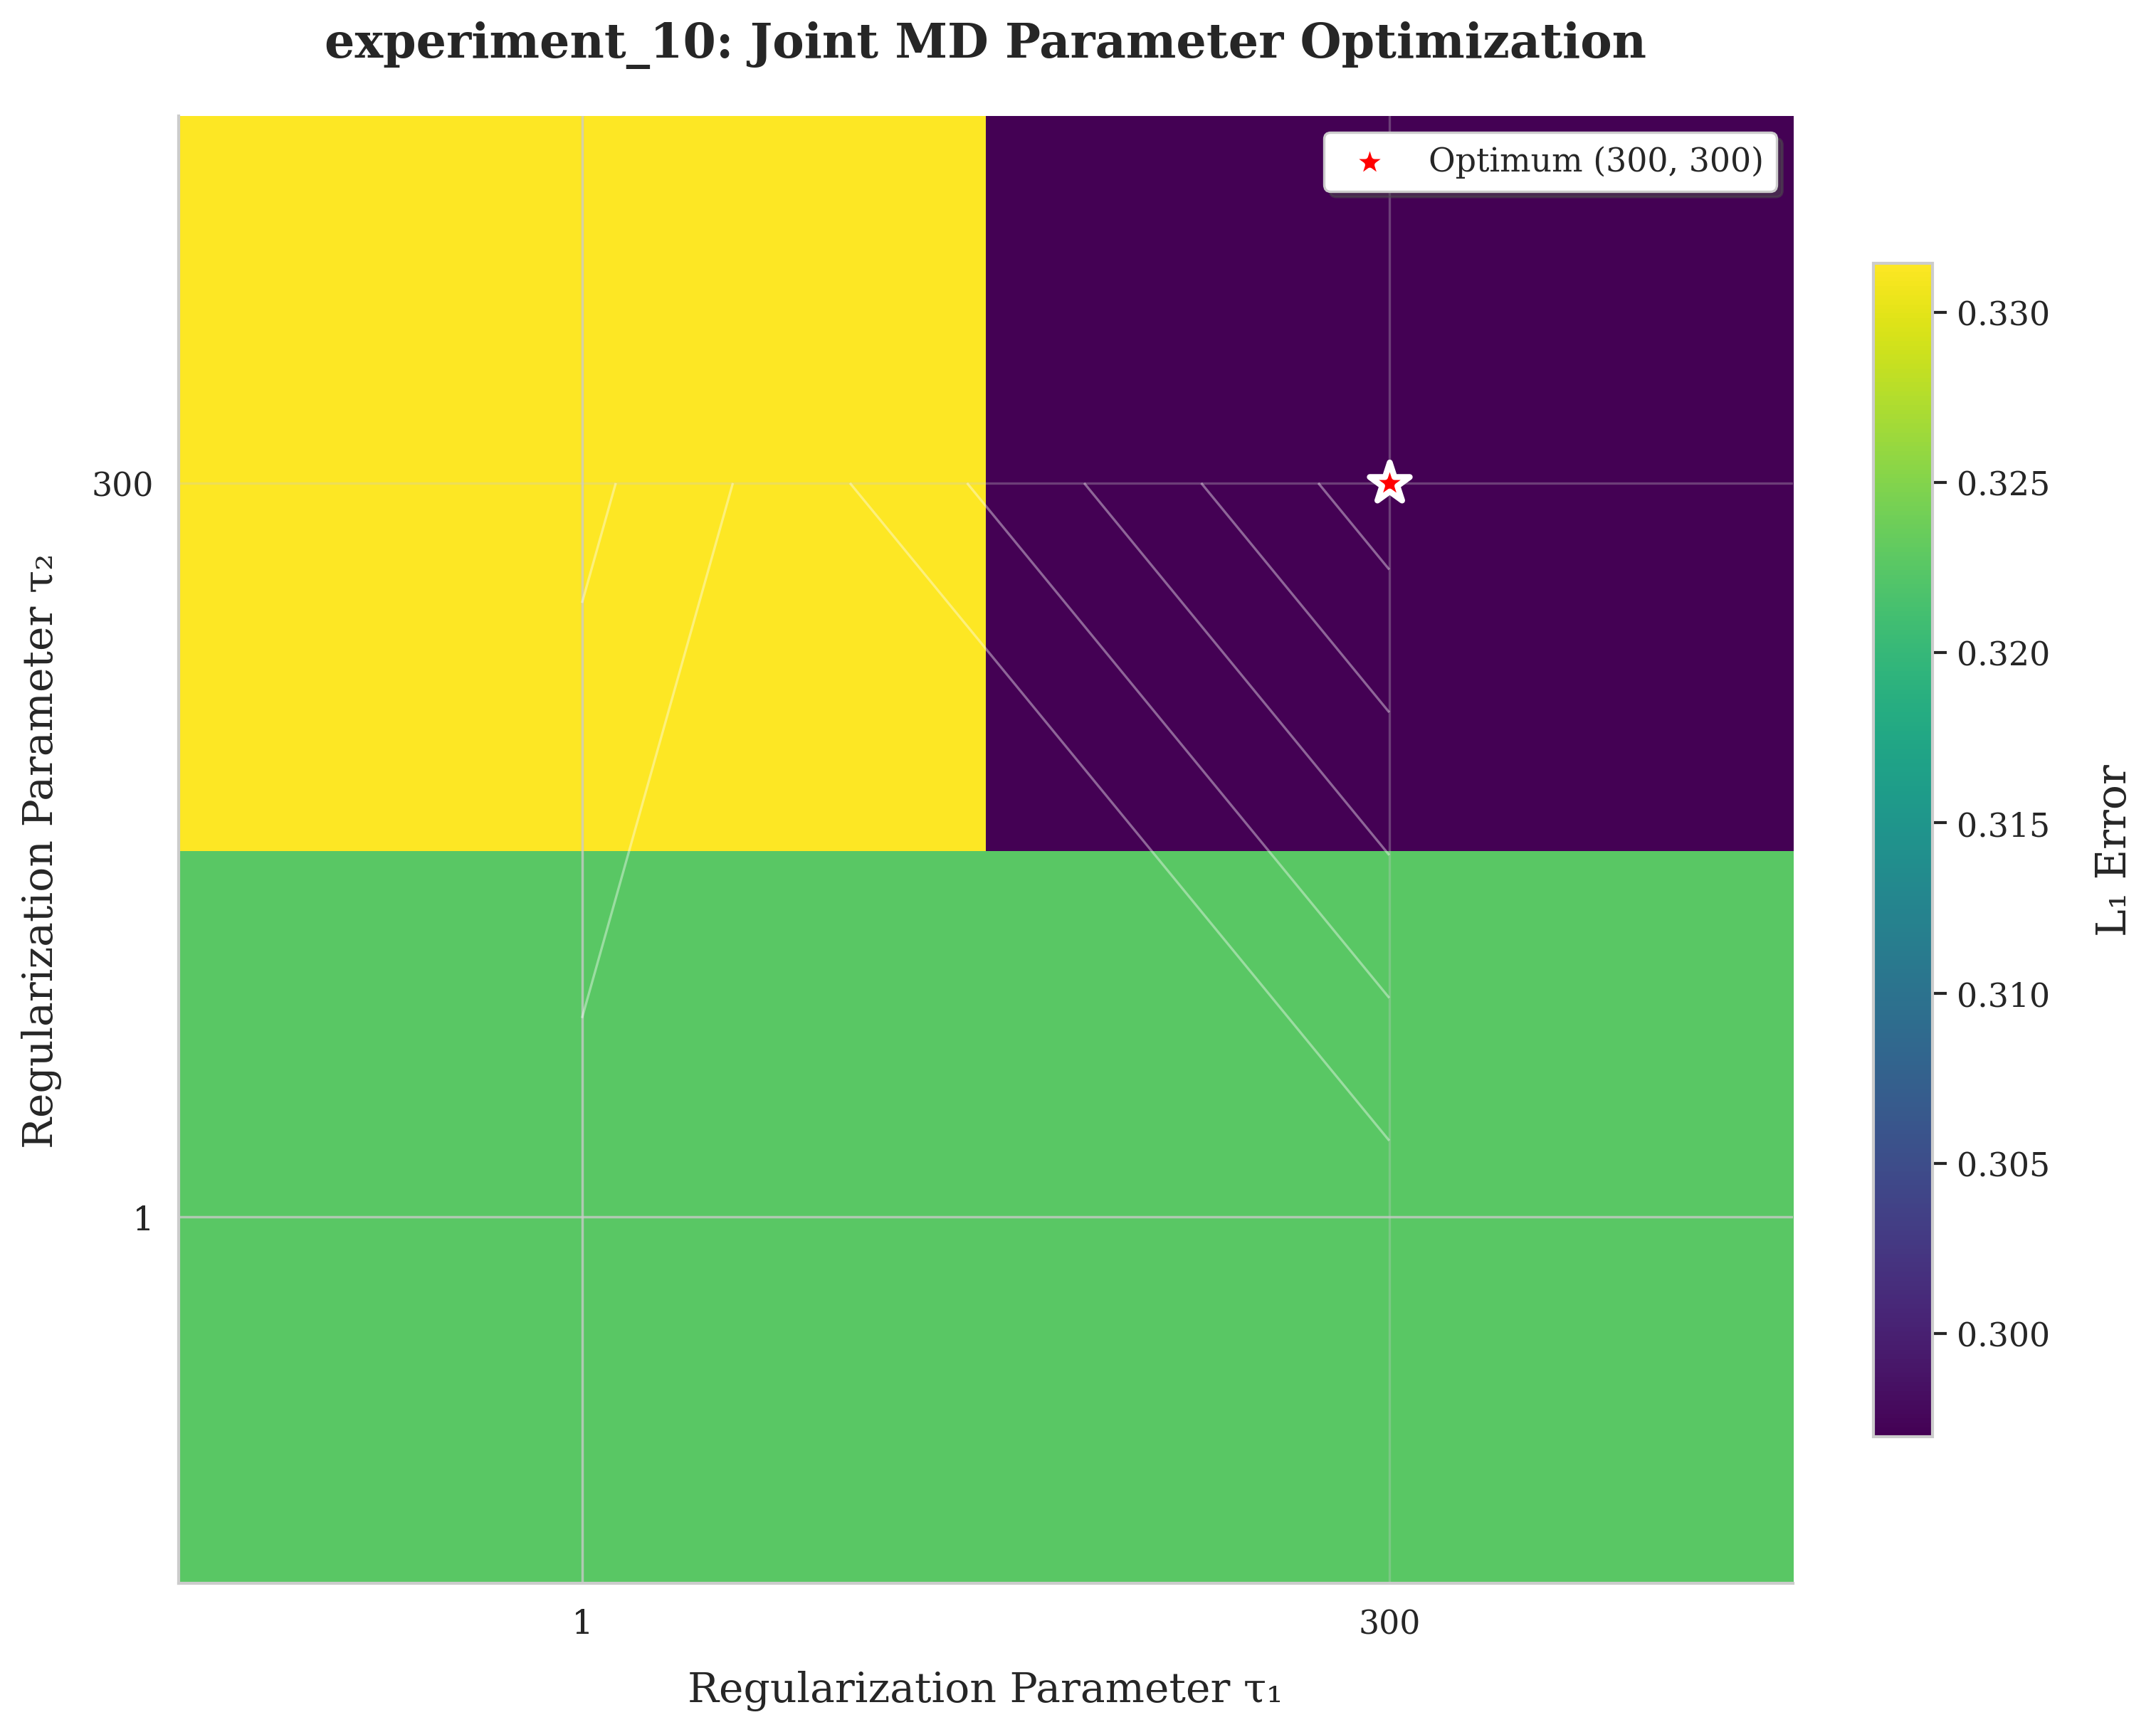 experiment_10: Joint MD Parameter Optimization
Optimum (300, 300)
Regularization Parameter τ₂
300
1
1
300
Regularization Parameter τ₁
0.330
0.325
0.320
0.315
0.310
0.305
0.300
L₁ Error